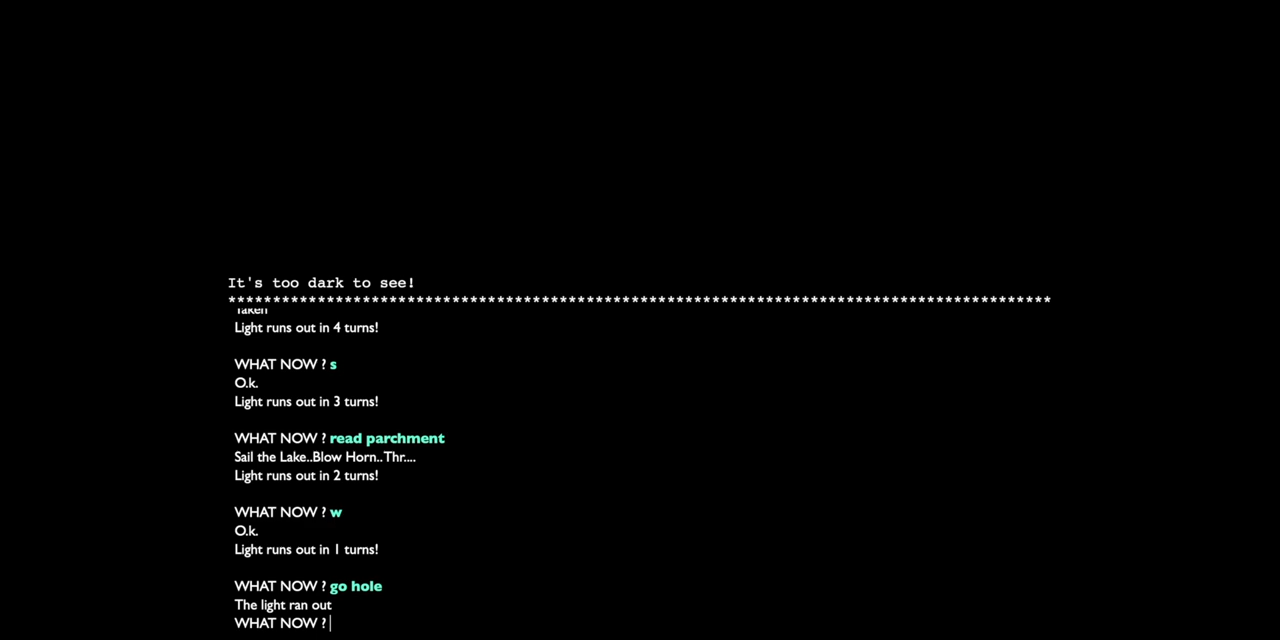 It's too dark to see!
*********************************************************************************************
Taken
Light runs out in 4 turns!
WHAT NOW ? s
O.k.
Light runs out in 3 turns!
WHAT NOW ? read parchment
Sail the Lake..Blow Horn..Thr....
Light runs out in 2 turns!
WHAT NOW ? w
O.k.
Light runs out in 1 turns!
WHAT NOW ? go hole
The light ran out
WHAT NOW ?